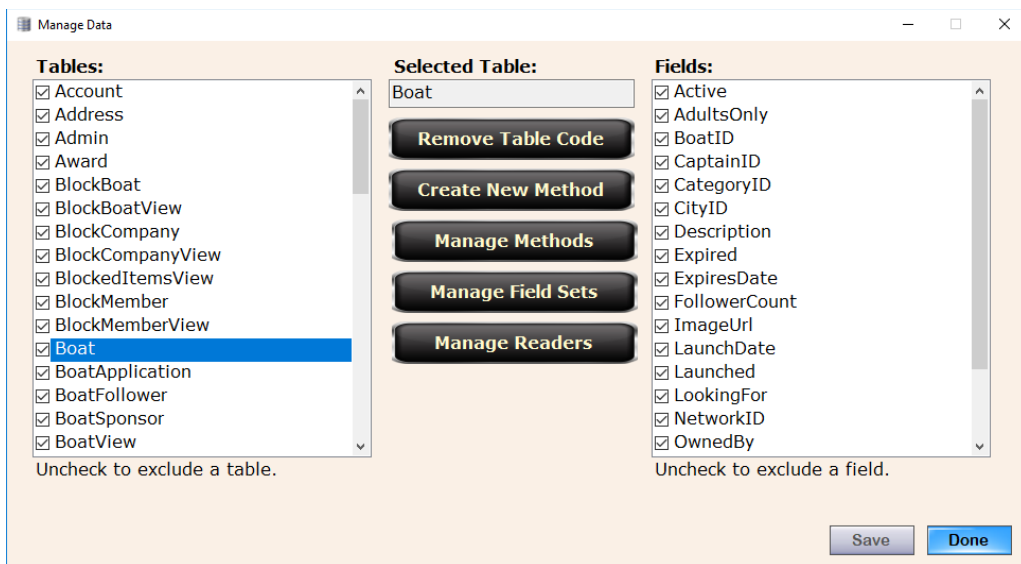 Manage Data
Tables:
Account
Address
Admin
Award
BlockBoat
BlockBoatView
BlockCompany
BlockCompanyView
BlockedItemsView
BlockMember
BlockMemberView
Boat
BoatApplication
BoatFollower
BoatSponsor
BoatView
Uncheck to exclude a table.
Selected Table:
Boat
Remove Table Code
Create New Method
Manage Methods
Manage Field Sets
Manage Readers
Fields:
Active
AdultsOnly
BoatID
CaptainID
CategoryID
CityID
Description
Expired
ExpiresDate
FollowerCount
ImageUrl
LaunchDate
Launched
LookingFor
NetworkID
OwnedBy
Uncheck to exclude a field.
Save
Done